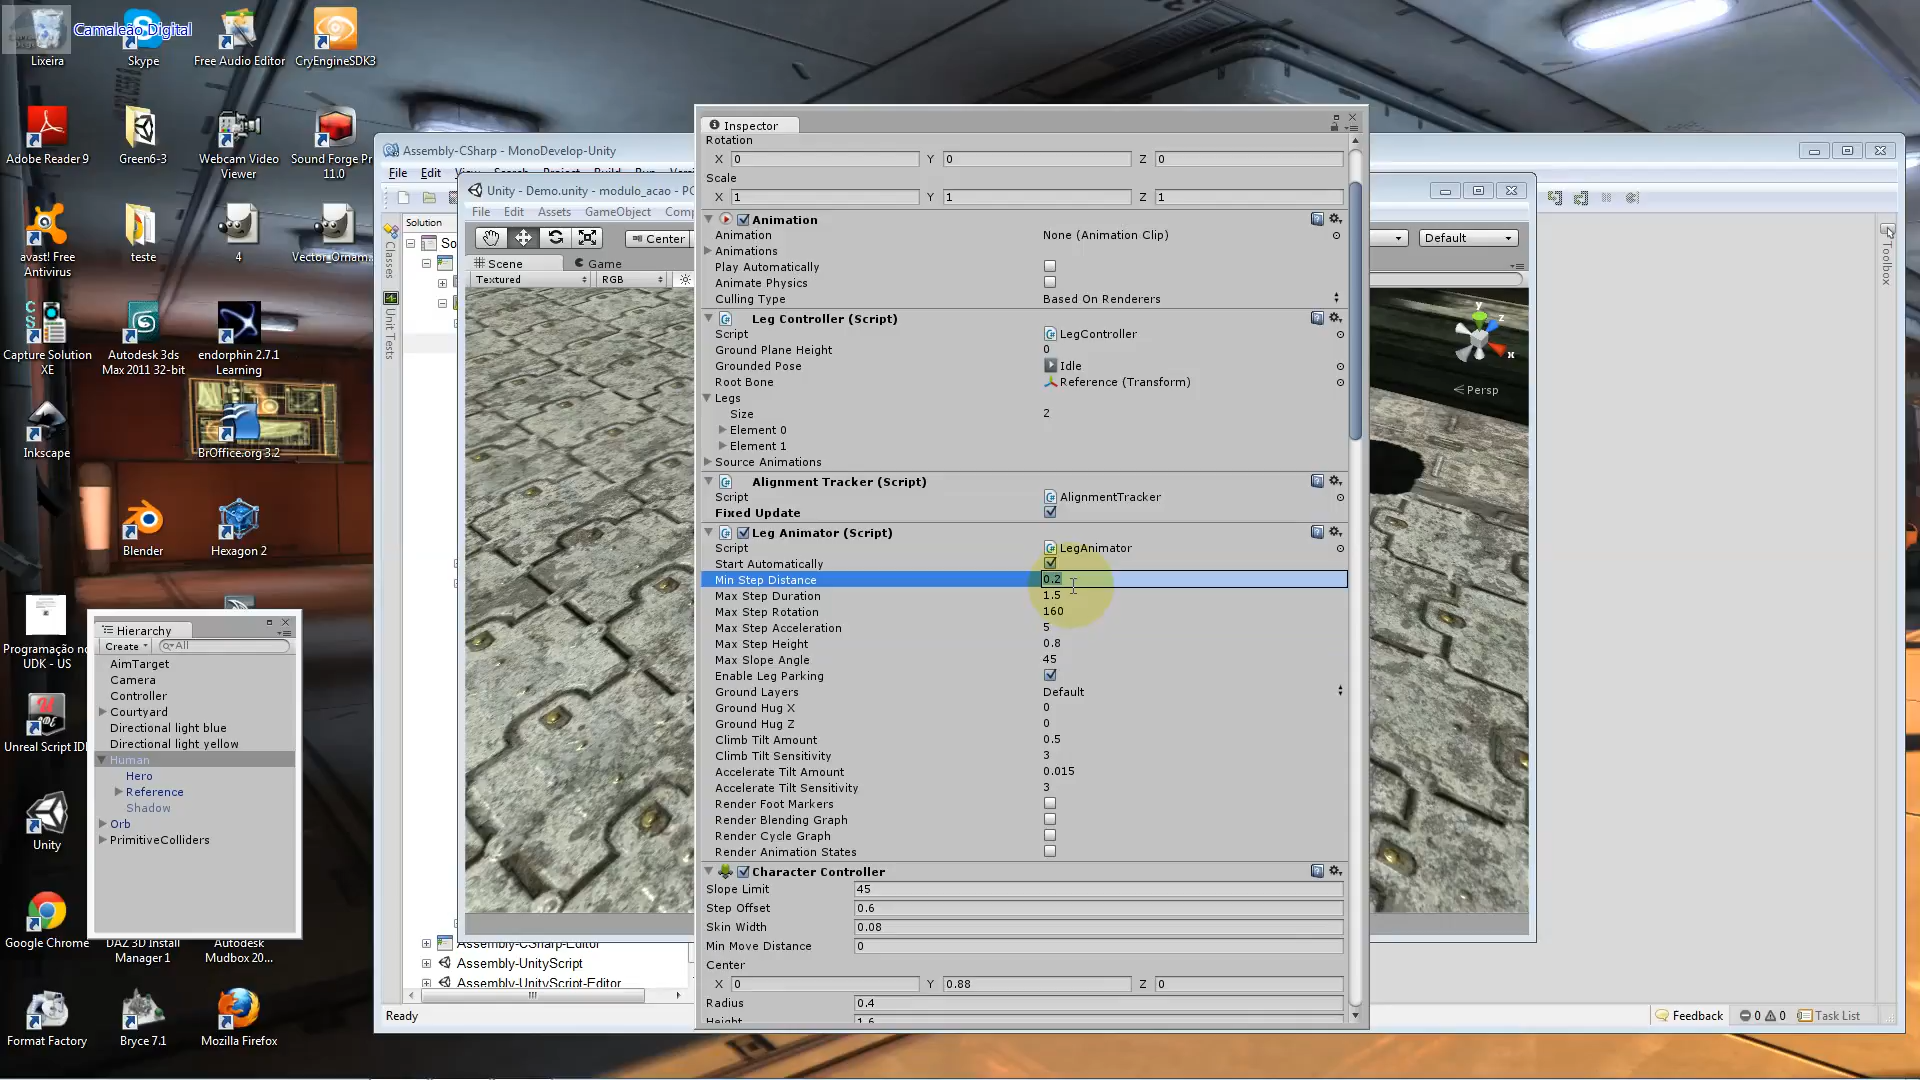 Camaleão Digital
Lixeira
Skype
Free Audio Editor
CryEngineSDK3
Adobe Reader 9
Green6-3
Webcam Video Viewer
Sound Forge Pr 11.0
avast! Free Antivirus
teste
4
Vector_Ornam...
Capture Solution XE
Autodesk 3ds Max 2011 32-bit
endorphin 2.7.1 Learning
Inkscape
BrOffice.org 3.2
Blender
Hexagon 2
Programação no UDK - US
Unreal Script IDE
Unity
Google Chrome
DAZ 3D Install Manager 1
Autodesk Mudbox 20...
Format Factory
Bryce 7.1
Mozilla Firefox
Hierarchy
Create
All
AimTarget
Camera
Controller
Courtyard
Directional light blue
Directional light yellow
Human
Hero
Reference
Shadow
Orb
PrimitiveColliders
Assembly-CSharp - MonoDevelop-Unity
File Edit
Solution
So
Classes
Unit Tests
Assembly-CSharp-Editor
Assembly-UnityScript
Assembly-UnityScript-Editor
Ready
Unity - Demo.unity - modulo_acao - PC
File Edit Assets GameObject Comp
Center
Scene Game
Textured RGB
Default
y
z
x
Persp
Toolbox
Feedback 0 0 Task List
Inspector
Rotation
X 0 Y 0 Z 0
Scale
X 1 Y 1 Z 1
Animation
Animation None (Animation Clip)
Animations
Play Automatically
Animate Physics
Culling Type Based On Renderers
Leg Controller (Script)
Script LegController
Ground Plane Height 0
Grounded Pose Idle
Root Bone Reference (Transform)
Legs
Size 2
Element 0
Element 1
Source Animations
Alignment Tracker (Script)
Script AlignmentTracker
Fixed Update
Leg Animator (Script)
Script LegAnimator
Start Automatically
Min Step Distance 0.2
Max Step Duration 1.5
Max Step Rotation 160
Max Step Acceleration 5
Max Step Height 0.8
Max Slope Angle 45
Enable Leg Parking
Ground Layers Default
Ground Hug X 0
Ground Hug Z 0
Climb Tilt Amount 0.5
Climb Tilt Sensitivity 3
Accelerate Tilt Amount 0.015
Accelerate Tilt Sensitivity 3
Render Foot Markers
Render Blending Graph
Render Cycle Graph
Render Animation States
Character Controller
Slope Limit 45
Step Offset 0.6
Skin Width 0.08
Min Move Distance 0
Center
X 0 Y 0.88 Z 0
Radius 0.4
Height 1.6